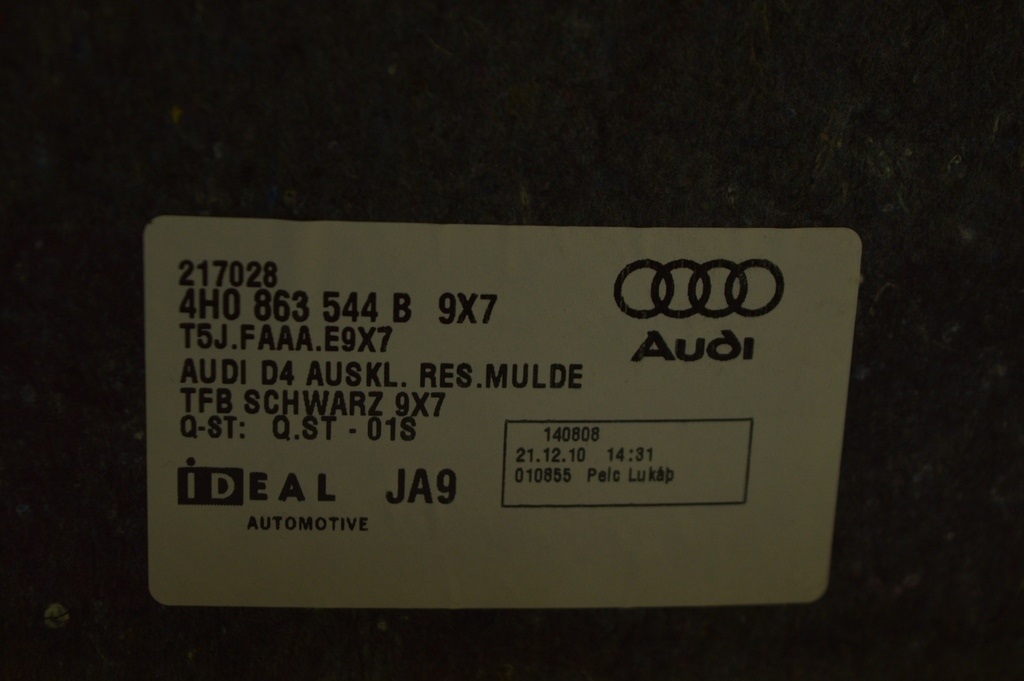 217028
4H0 863 544 B 9X7
T5J.FAAA.E9X7
AUDI D4 AUSKL. RES.MULDE
TFB SCHWARZ 9X7
Q-ST: Q.ST - 01S
IDEAL JA9
AUTOMOTIVE
Audi
140808
21.12.10 14:31
010855 Pelc Lukáþ